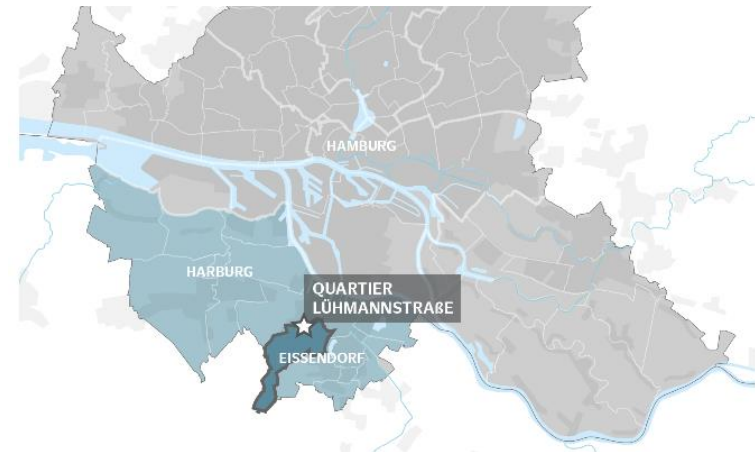 HAMBURG
HARBURG
QUARTIER
LÜHMANNSTRAßE
EISSENDORF